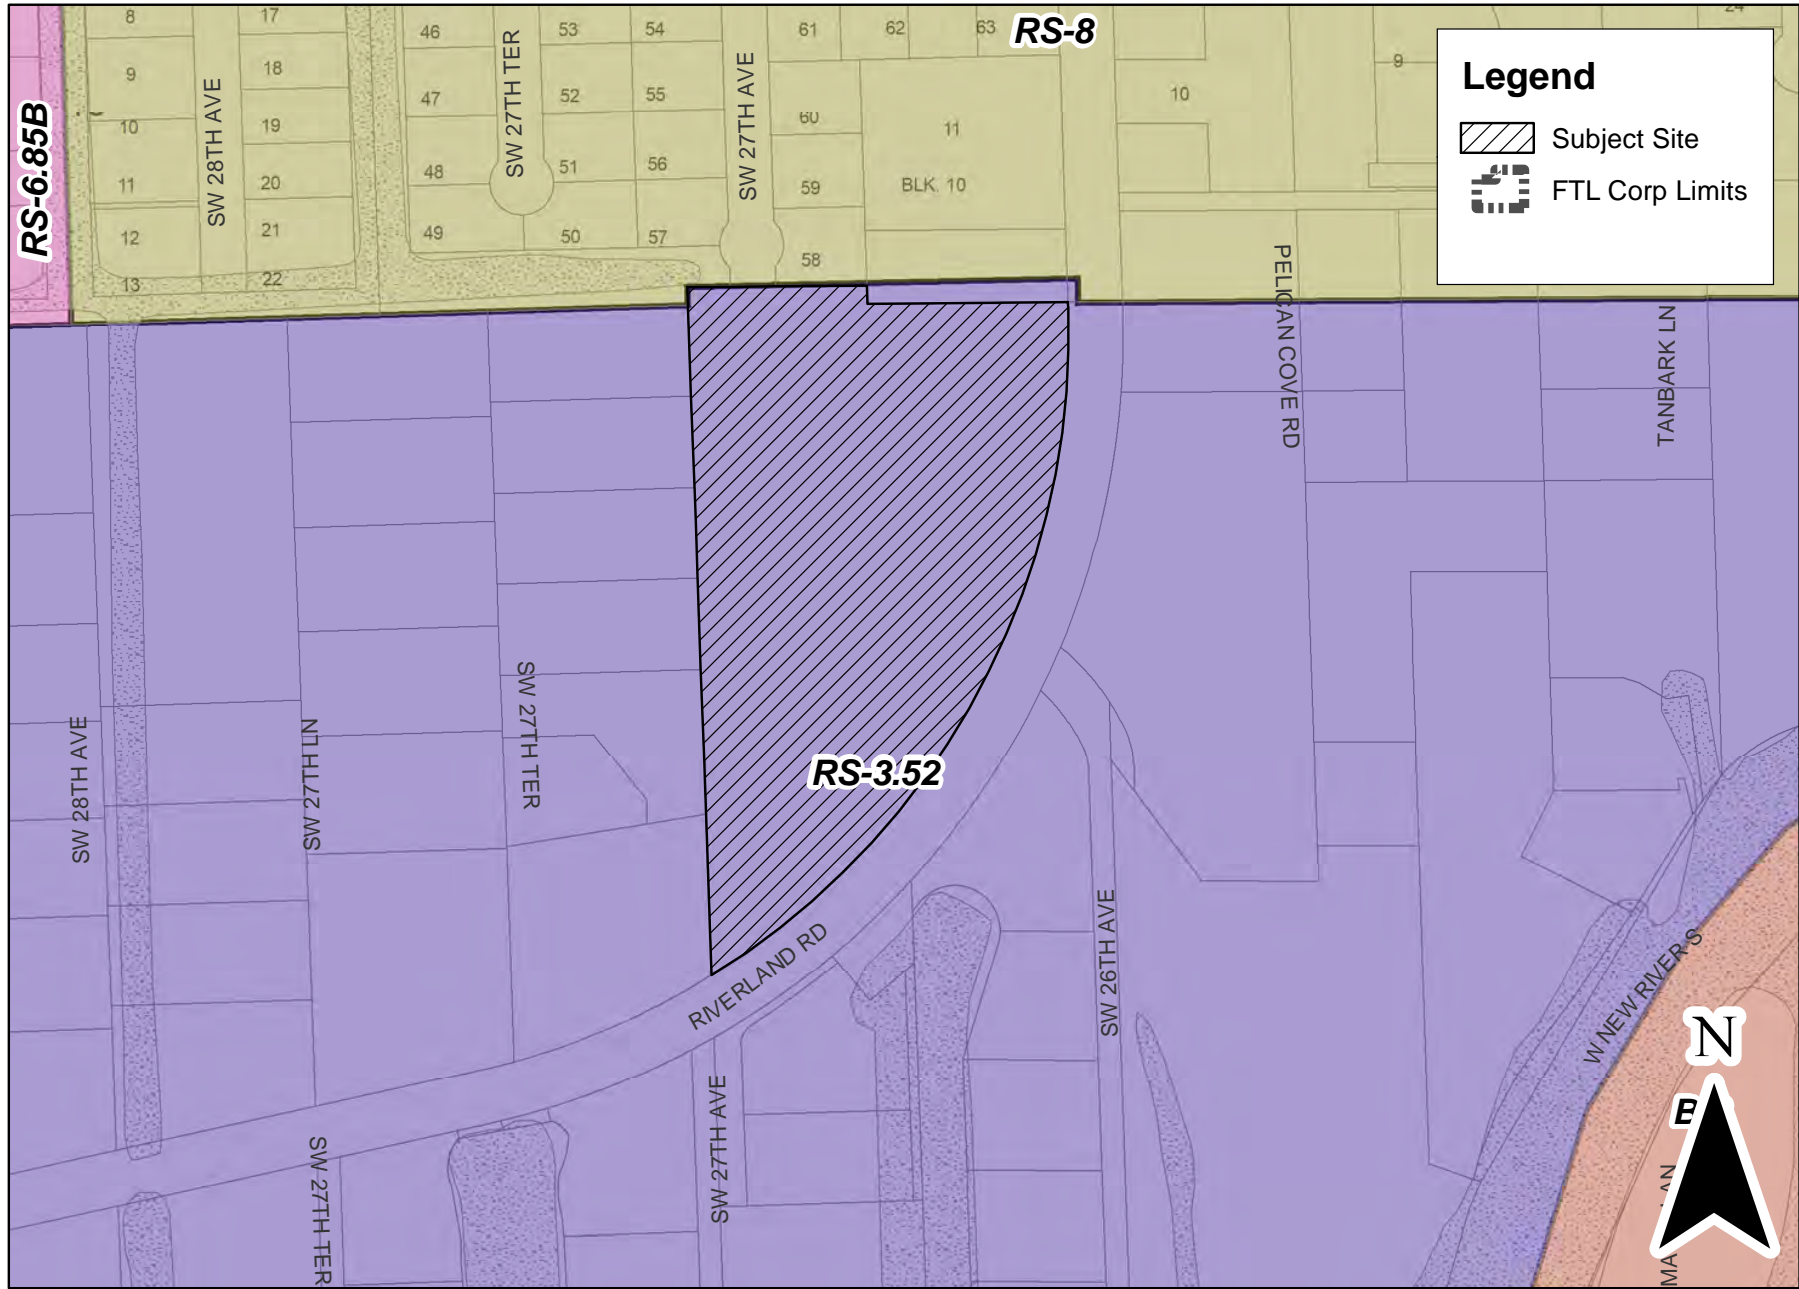 8
17
46
53
54
61
62
63
RS-8
24
9
18
47
52
55
60
11
10
9
10
19
48
51
56
59
BLK. 10
11
20
12
21
49
50
57
58
13
22
SW 28TH AVE
SW 27TH TER
SW 27TH AVE
RS-6.85B
Legend
Subject Site
FTL Corp Limits
PELICAN COVE RD
TANBARK LN
SW 28TH AVE
SW 27TH LN
SW 27TH TER
RS-3.52
RIVERLAND RD
SW 26TH AVE
W NEW RIVER S
N
SW 27TH TER
SW 27TH AVE
B